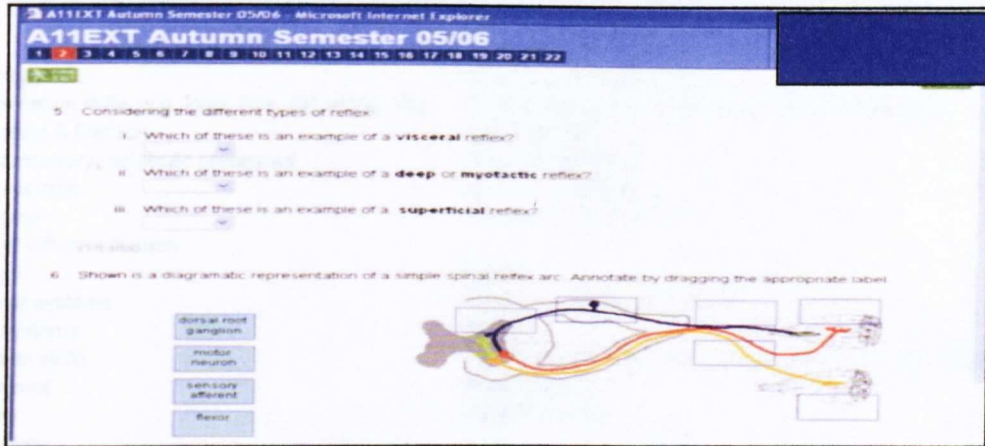 A11EXT Autumn Semester 05/06 - Microsoft Internet Explorer
A11EXT Autumn Semester 05/06
1 2 3 4 5 6 7 8 9 10 11 12 13 14 15 16 17 18 19 20 21 22
5 Considering the different types of reflex
i Which of these is an example of a visceral reflex?
ii Which of these is an example of a deep or myotactic reflex?
iii Which of these is an example of a superficial reflex?
6 Shown is a diagramatic representation of a simple spinal reflex arc. Annotate by dragging the appropriate label
dorsal root
ganglion
motor
neuron
sensory
afferent
flexor